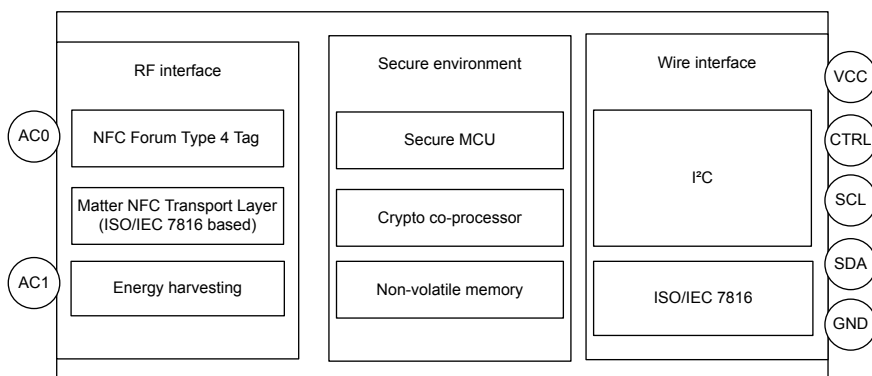 RF interface
Secure environment
Wire interface
VCC
AC0
NFC Forum Type 4 Tag
Secure MCU
I²C
CTRL
Matter NFC Transport Layer
(ISO/IEC 7816 based)
Crypto co-processor
SCL
AC1
Energy harvesting
Non-volatile memory
ISO/IEC 7816
SDA
GND